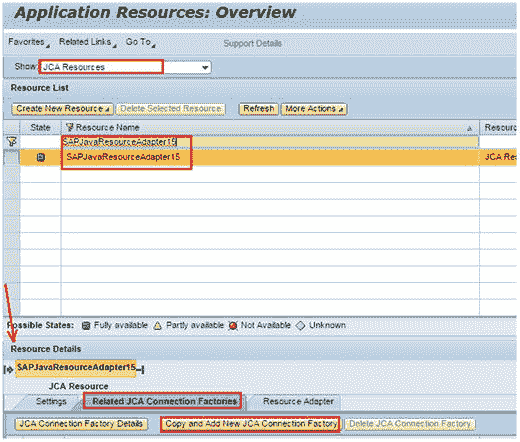 Application Resources: Overview
Favorites Related Links Go To Support Details
Show: JCA Resources
Resource List
Create New Resource Delete Selected Resource Refresh More Actions
State Resource Name Resourc
SAPJavaResourceAdapter15
SAPJavaResourceAdapter15 JCA Res
Possible States: Fully available Partly available Not Available Unknown
Resource Details
SAPJavaResourceAdapter15
JCA Resource
Settings Related JCA Connection Factories Resource Adapter
JCA Connection Factory Details Copy and Add New JCA Connection Factory Delete JCA Connection Factory